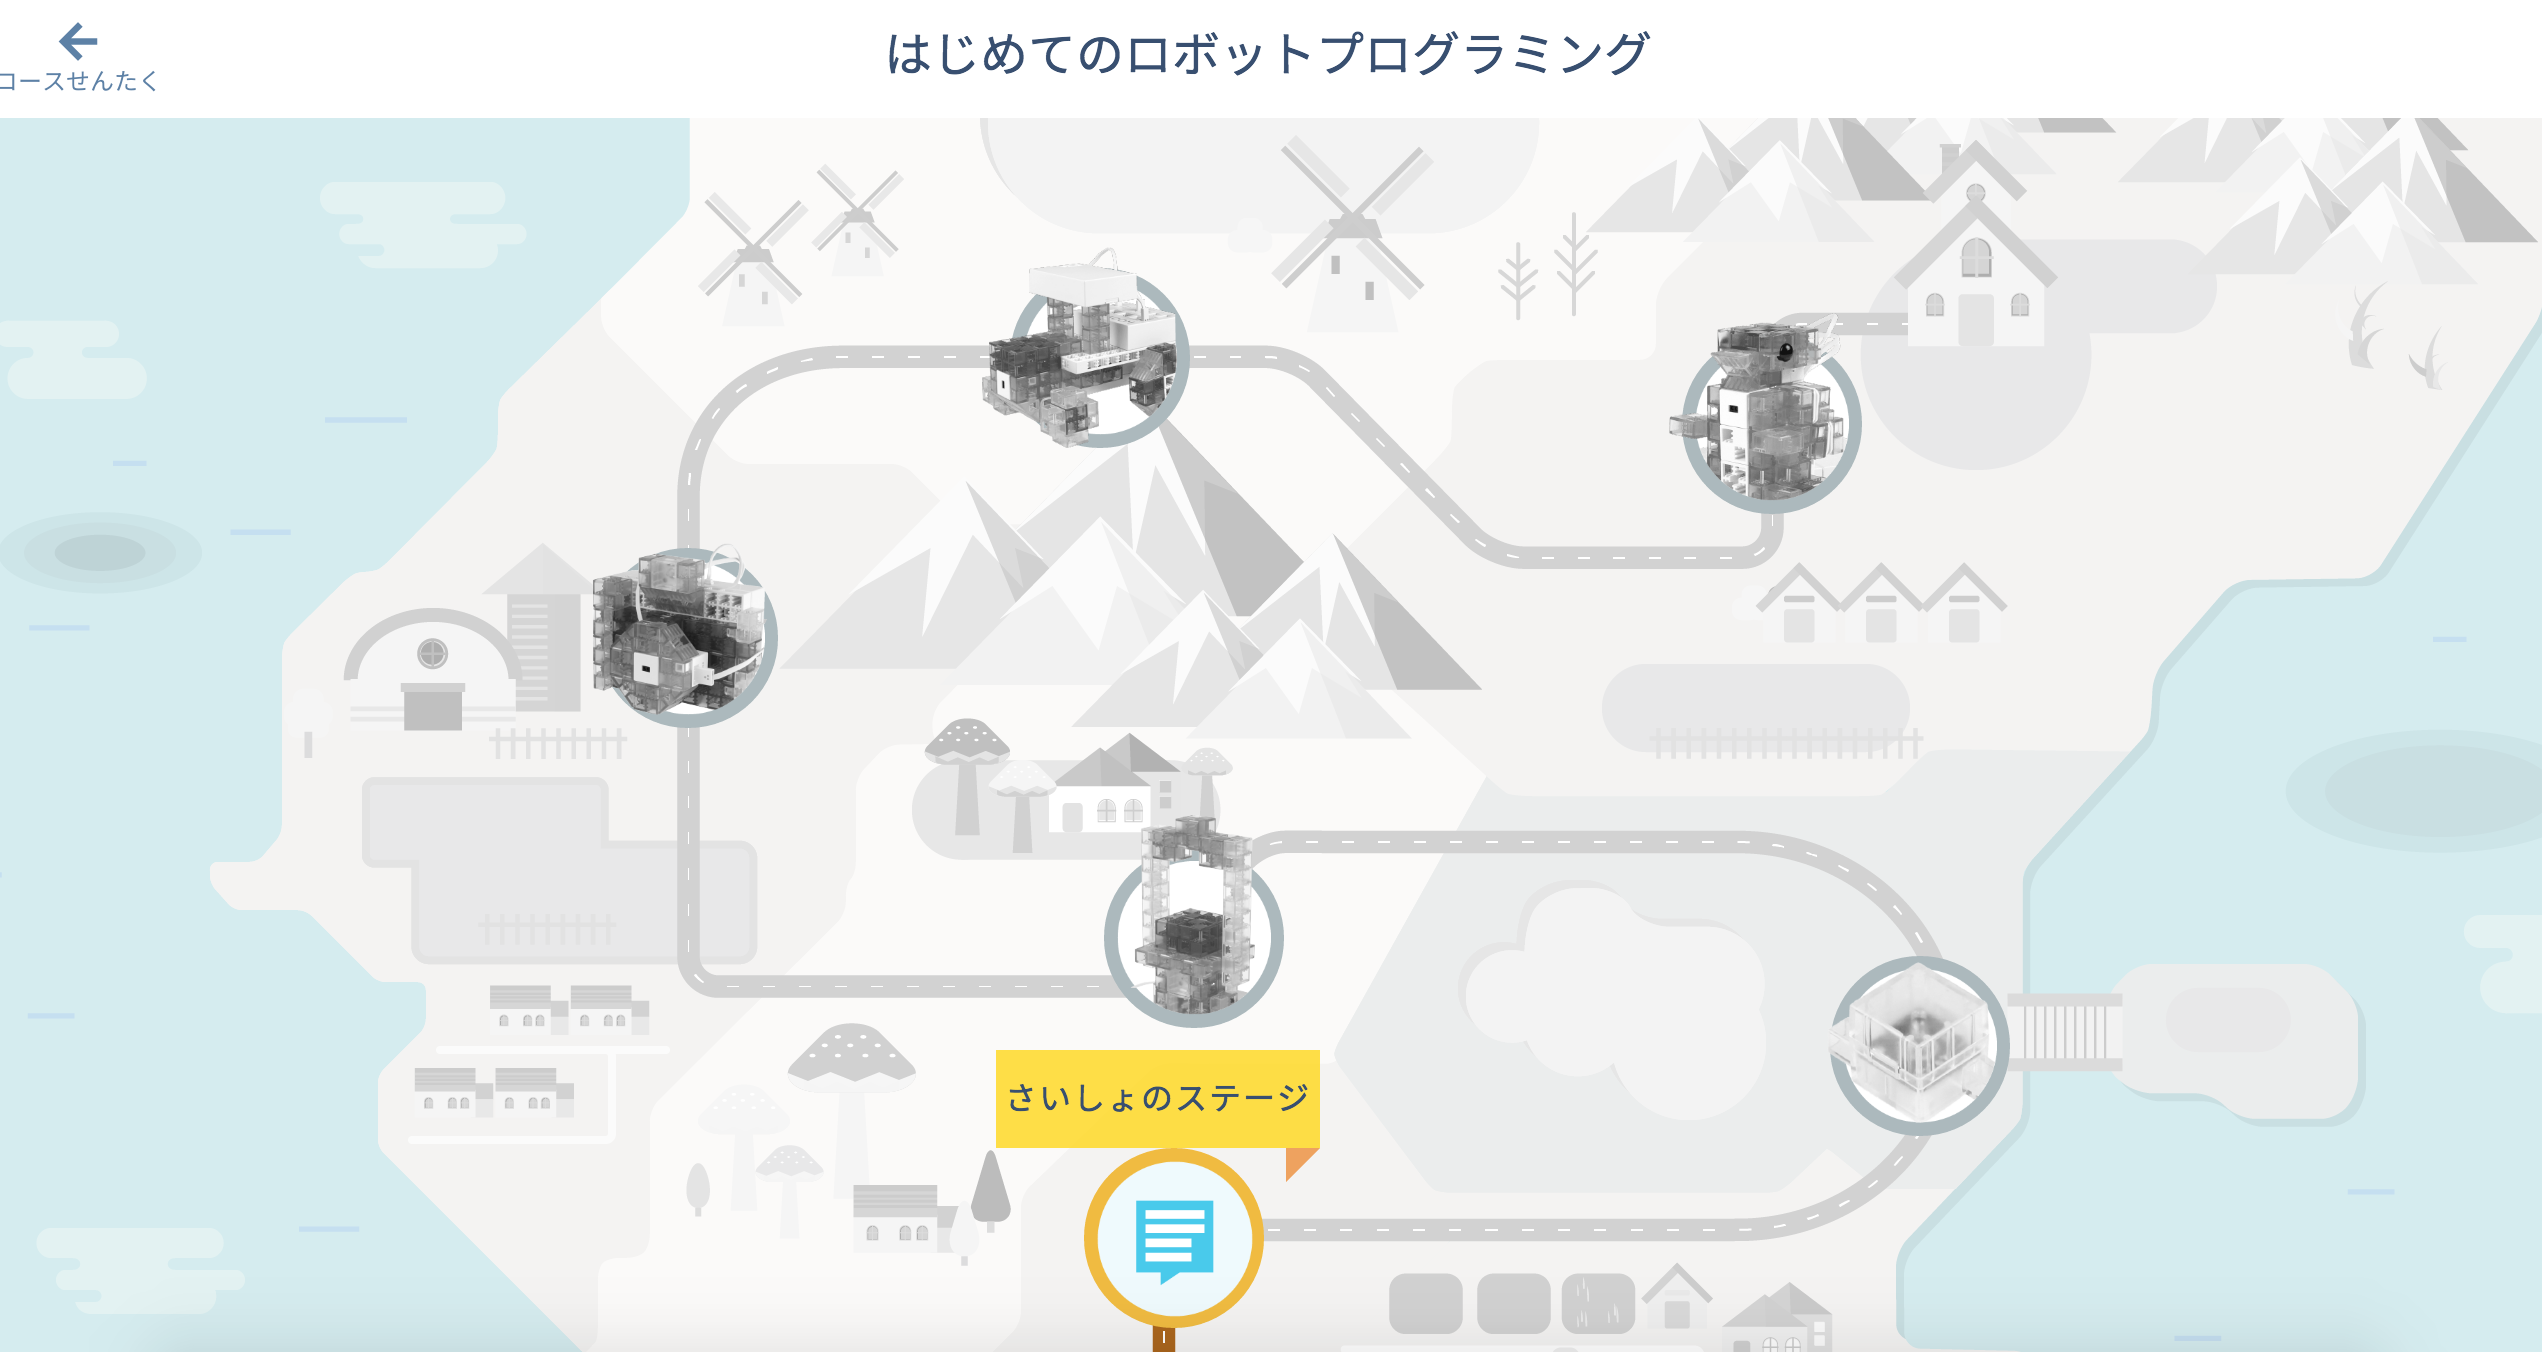 はじめてのロボットプログラミング
コースせんたく
さいしょのステージ